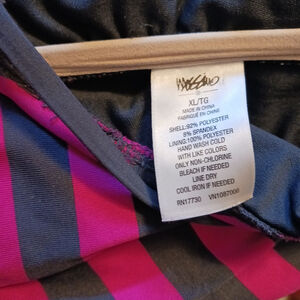 MOSSIMO
XL/TG
MADE IN CHINA
FABRIQUÉ EN CHINE
SHELL:92% POLYESTER
8% SPANDEX
LINING:100% POLYESTER
HAND WASH COLD
WITH LIKE COLORS
ONLY NON-CHLORINE
BLEACH IF NEEDED
LINE DRY
COOL IRON IF NEEDED
RN17730 VN1087000